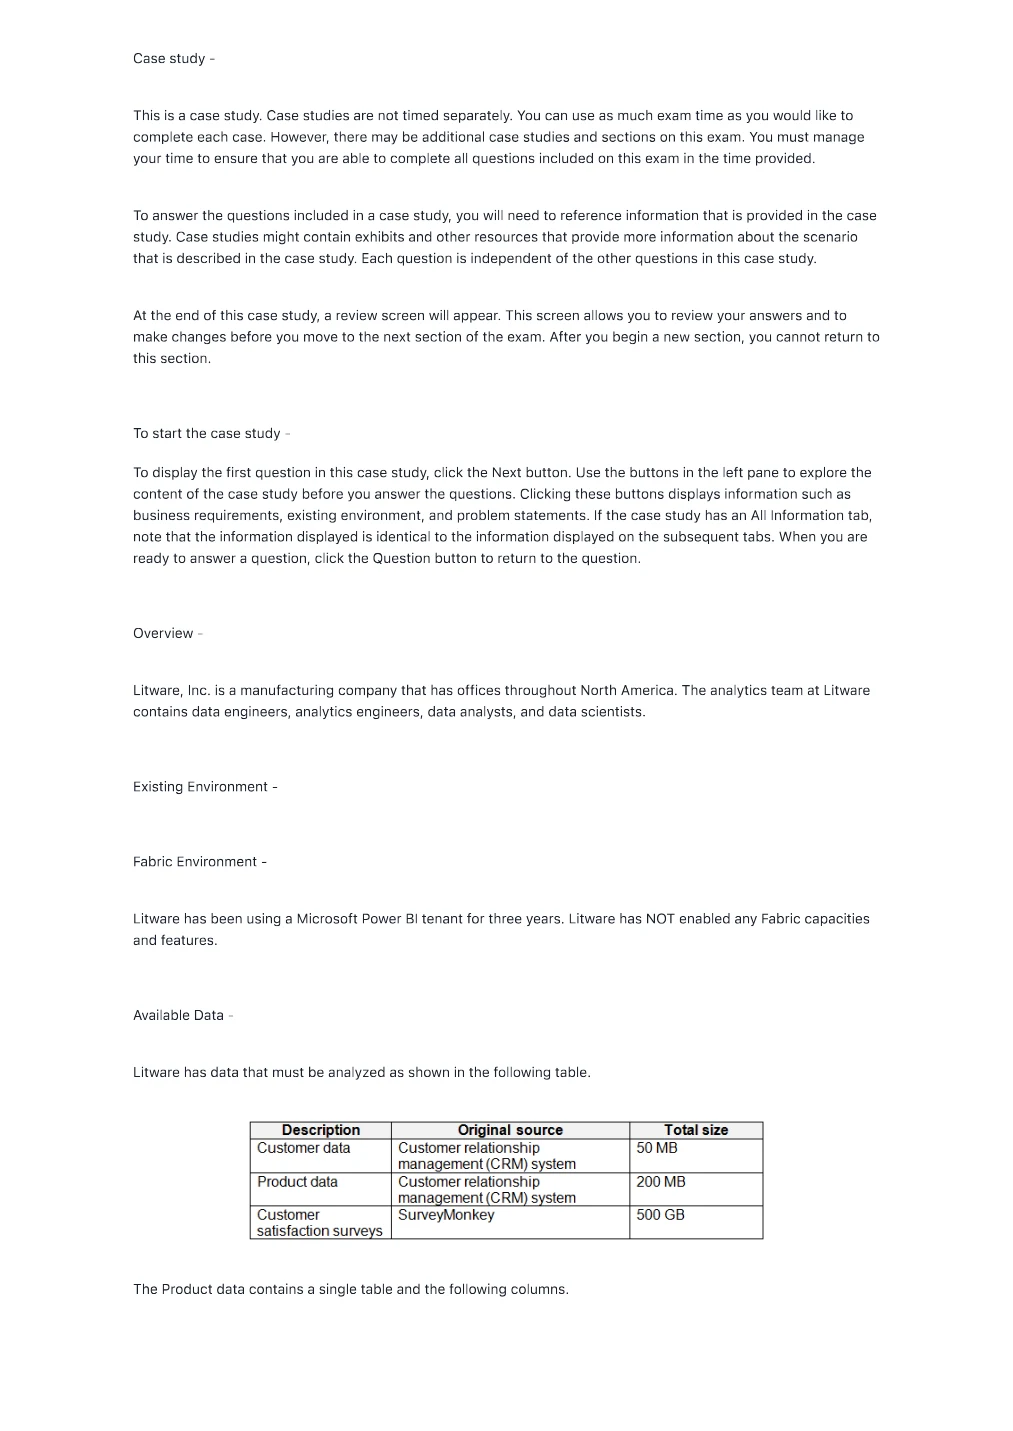 Case study -
This is a case study. Case studies are not timed separately. You can use as much exam time as you would like to
complete each case. However, there may be additional case studies and sections on this exam. You must manage
your time to ensure that you are able to complete all questions included on this exam in the time provided.
To answer the questions included in a case study, you will need to reference information that is provided in the case
study. Case studies might contain exhibits and other resources that provide more information about the scenario
that is described in the case study. Each question is independent of the other questions in this case study.
At the end of this case study, a review screen will appear. This screen allows you to review your answers and to
make changes before you move to the next section of the exam. After you begin a new section, you cannot return to
this section.
To start the case study -
To display the first question in this case study, click the Next button. Use the buttons in the left pane to explore the
content of the case study before you answer the questions. Clicking these buttons displays information such as
business requirements, existing environment, and problem statements. If the case study has an All Information tab,
note that the information displayed is identical to the information displayed on the subsequent tabs. When you are
ready to answer a question, click the Question button to return to the question.
Overview -
Litware, Inc. is a manufacturing company that has offices throughout North America. The analytics team at Litware
contains data engineers, analytics engineers, data analysts, and data scientists.
Existing Environment -
Fabric Environment -
Litware has been using a Microsoft Power BI tenant for three years. Litware has NOT enabled any Fabric capacities
and features.
Available Data -
Litware has data that must be analyzed as shown in the following table.
Description Original source Total size
Customer data Customer relationship 50 MB
management (CRM) system
Product data Customer relationship 200 MB
management (CRM) system
Customer SurveyMonkey 500 GB
satisfaction surveys
The Product data contains a single table and the following columns.